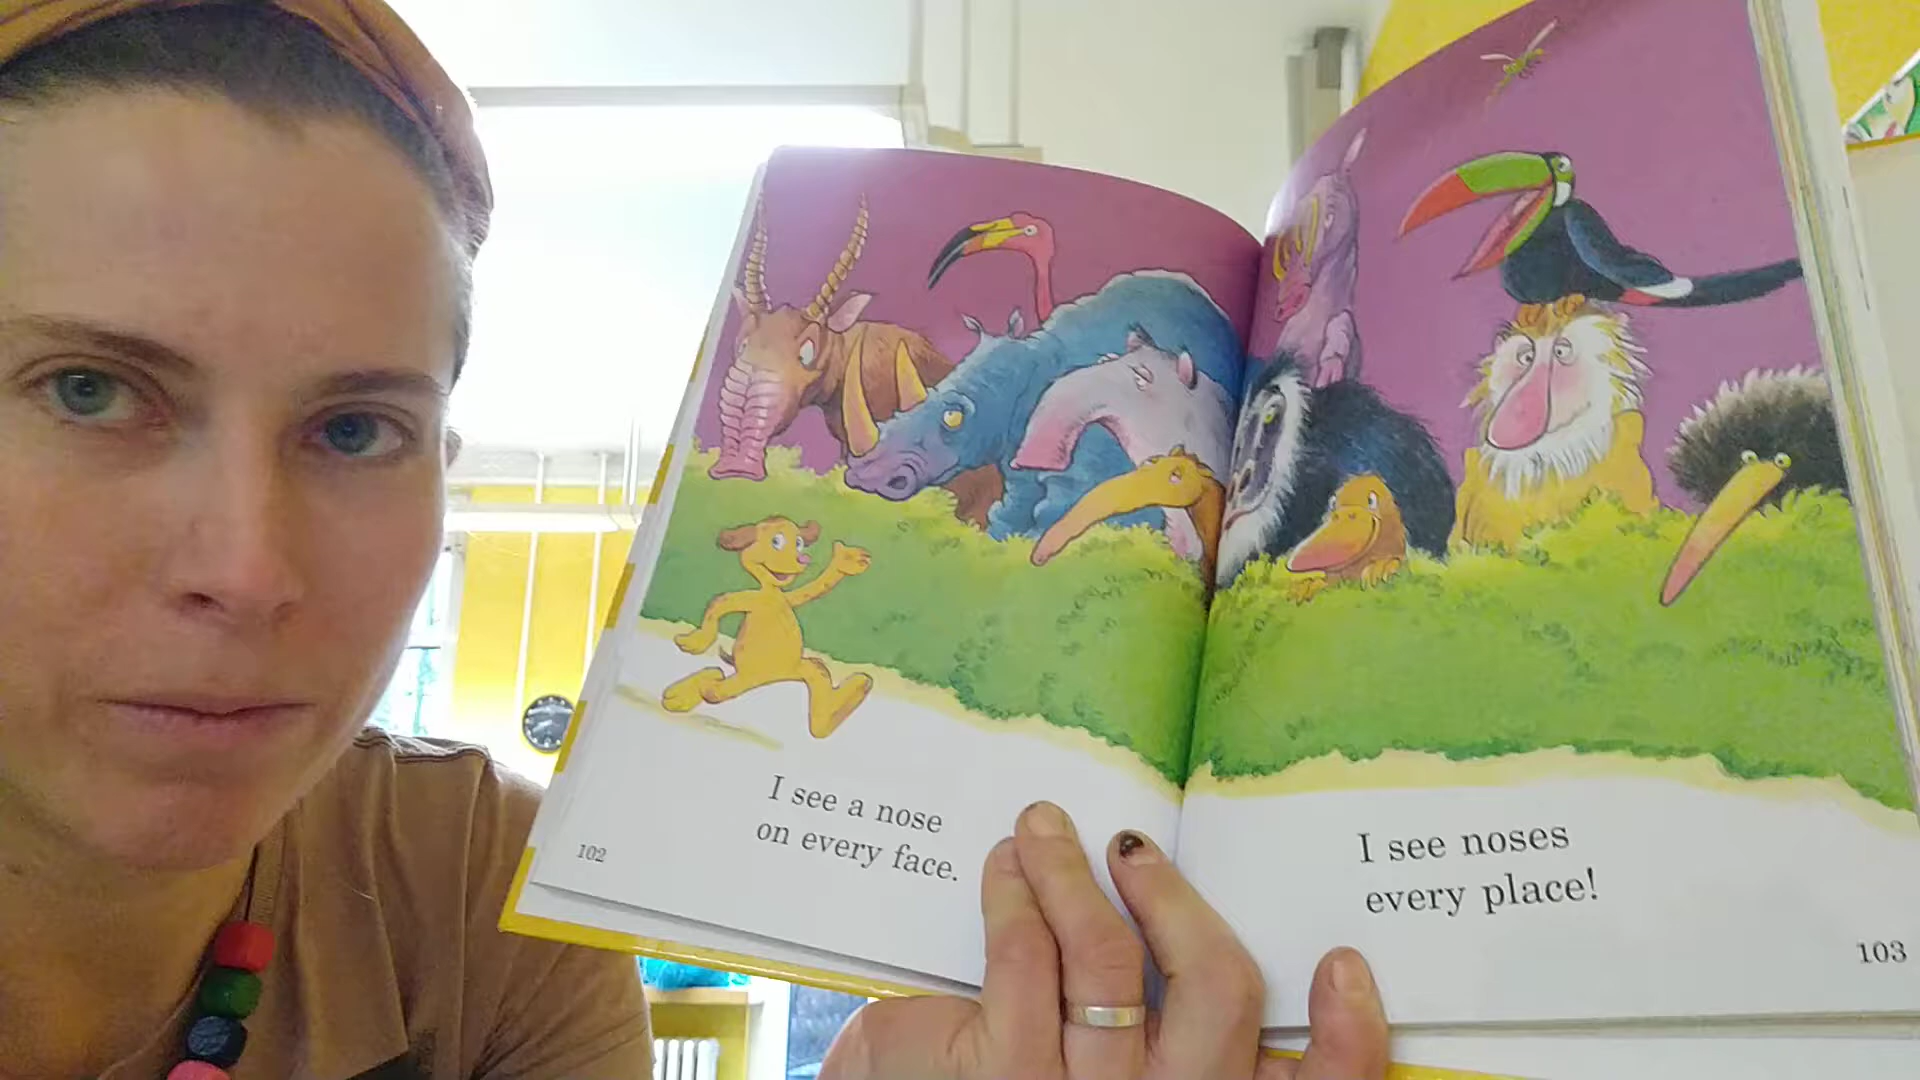 I see a nose
on every face.
102
I see noses
every place!
103